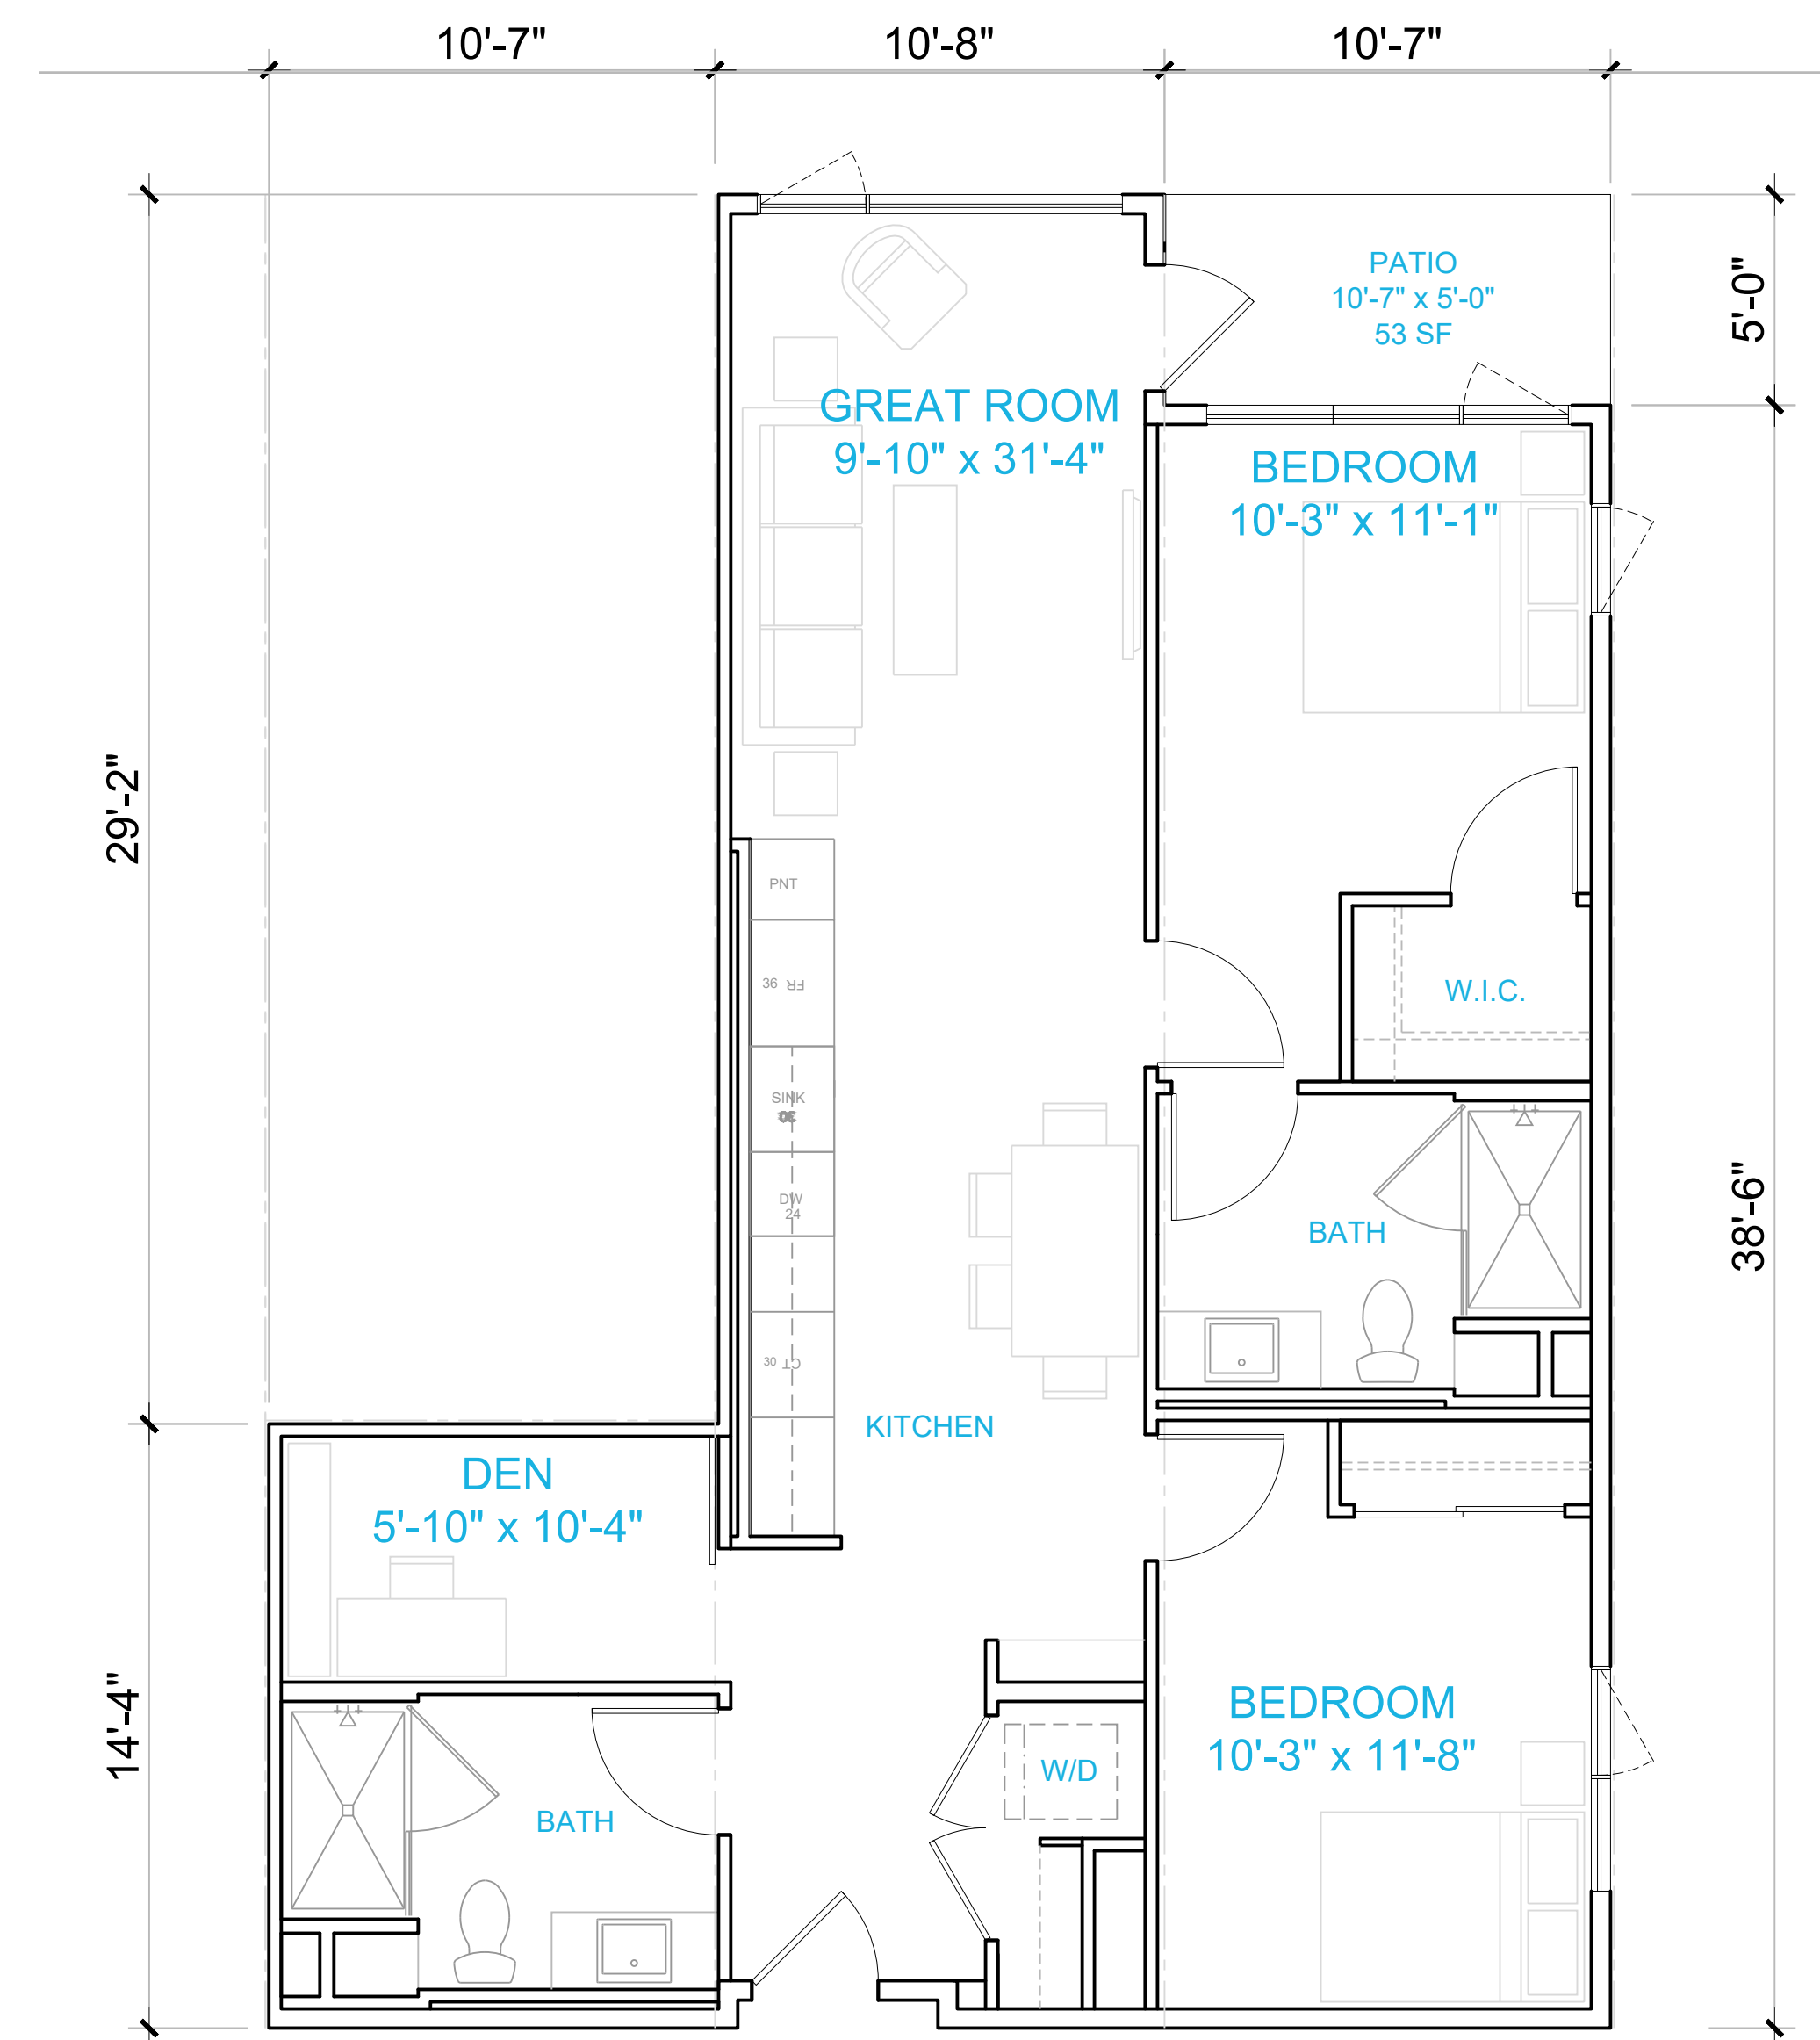 10'-7"
10'-8"
10'-7"
PATIO
10'-7" x 5'-0"
53 SF
5'-0"
GREAT ROOM
9'-10" x 31'-4"
BEDROOM
10'-3" x 11'-1"
29'-2"
PNT
36 FR
W.I.C.
SINK
30
DW
24
38'-6"
BATH
30 CT
KITCHEN
DEN
5'-10" x 10'-4"
14'-4"
BEDROOM
10'-3" x 11'-8"
W/D
BATH